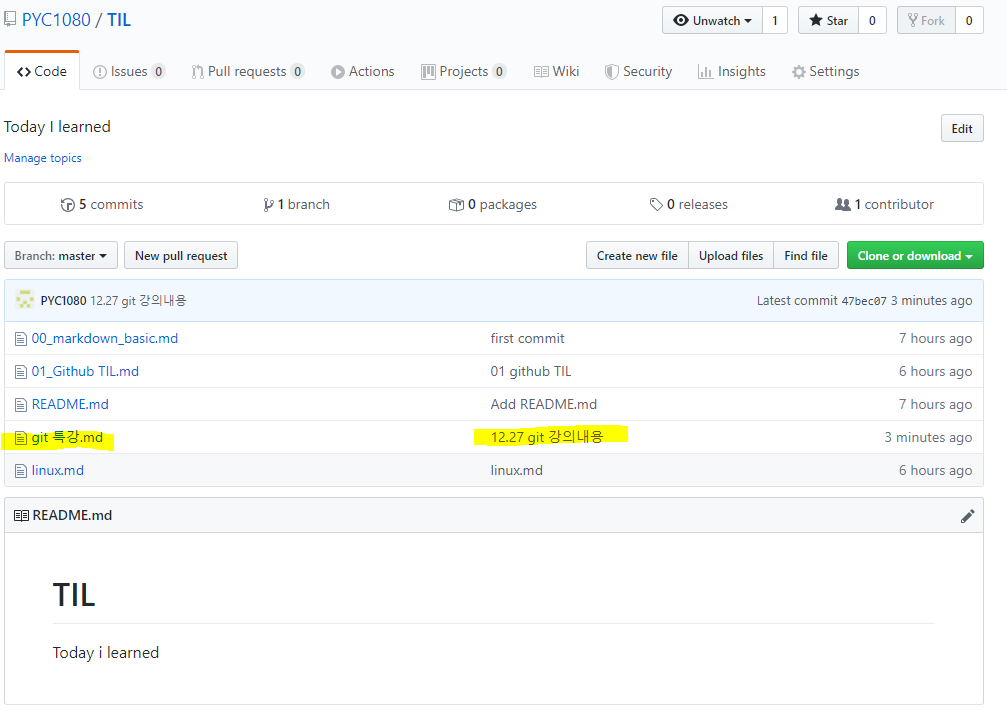 PYC1080 / TIL
Unwatch 1 Star 0 Fork 0
Code Issues 0 Pull requests 0 Actions Projects 0 Wiki Security Insights Settings
Today I learned
Edit
Manage topics
5 commits 1 branch 0 packages 0 releases 1 contributor
Branch: master New pull request Create new file Upload files Find file Clone or download
PYC1080 12.27 git 강의내용 Latest commit 47bec07 3 minutes ago
00_markdown_basic.md first commit 7 hours ago
01_Github TIL.md 01 github TIL 6 hours ago
README.md Add README.md 7 hours ago
git 특강.md 12.27 git 강의내용 3 minutes ago
linux.md linux.md 6 hours ago
README.md
TIL
Today i learned